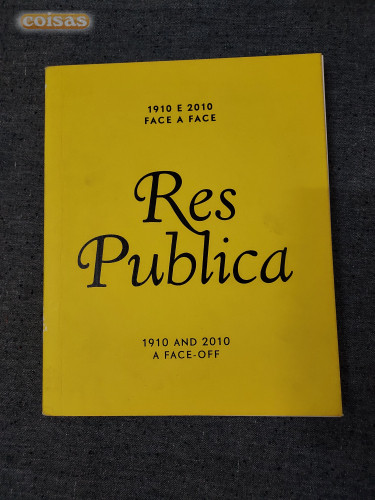 coisas
1910 E 2010
FACE A FACE
Res
Publica
1910 AND 2010
A FACE-OFF